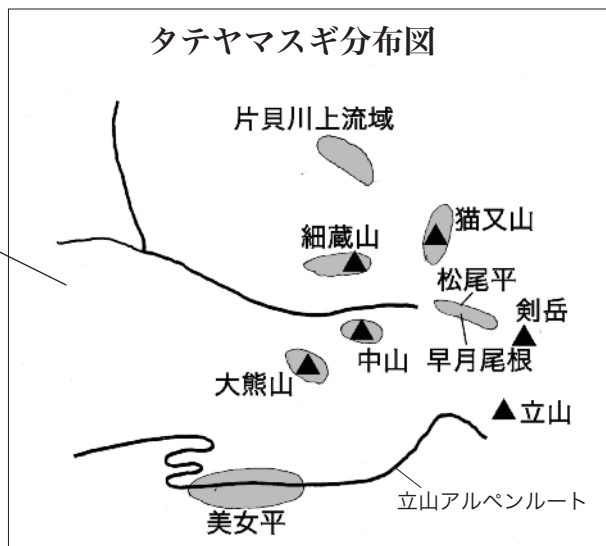 タテヤマスギ分布図
片貝川上流域
猫又山
細蔵山
松尾平
剣岳
中山
早月尾根
大熊山
立山
立山アルペンルート
美女平